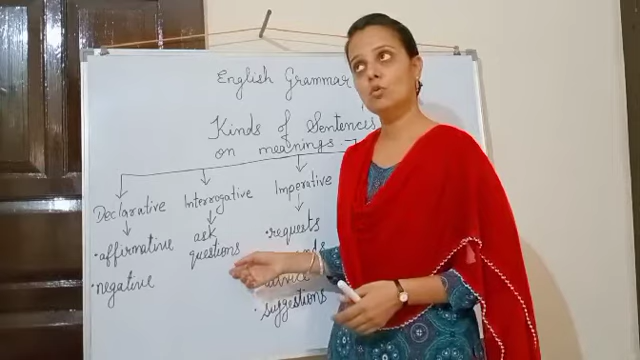 English Grammar
Kinds of Sentences
on meanings :-
Declarative Interrogative Imperative
affirmative ask requests
negative questions
advice
suggestions